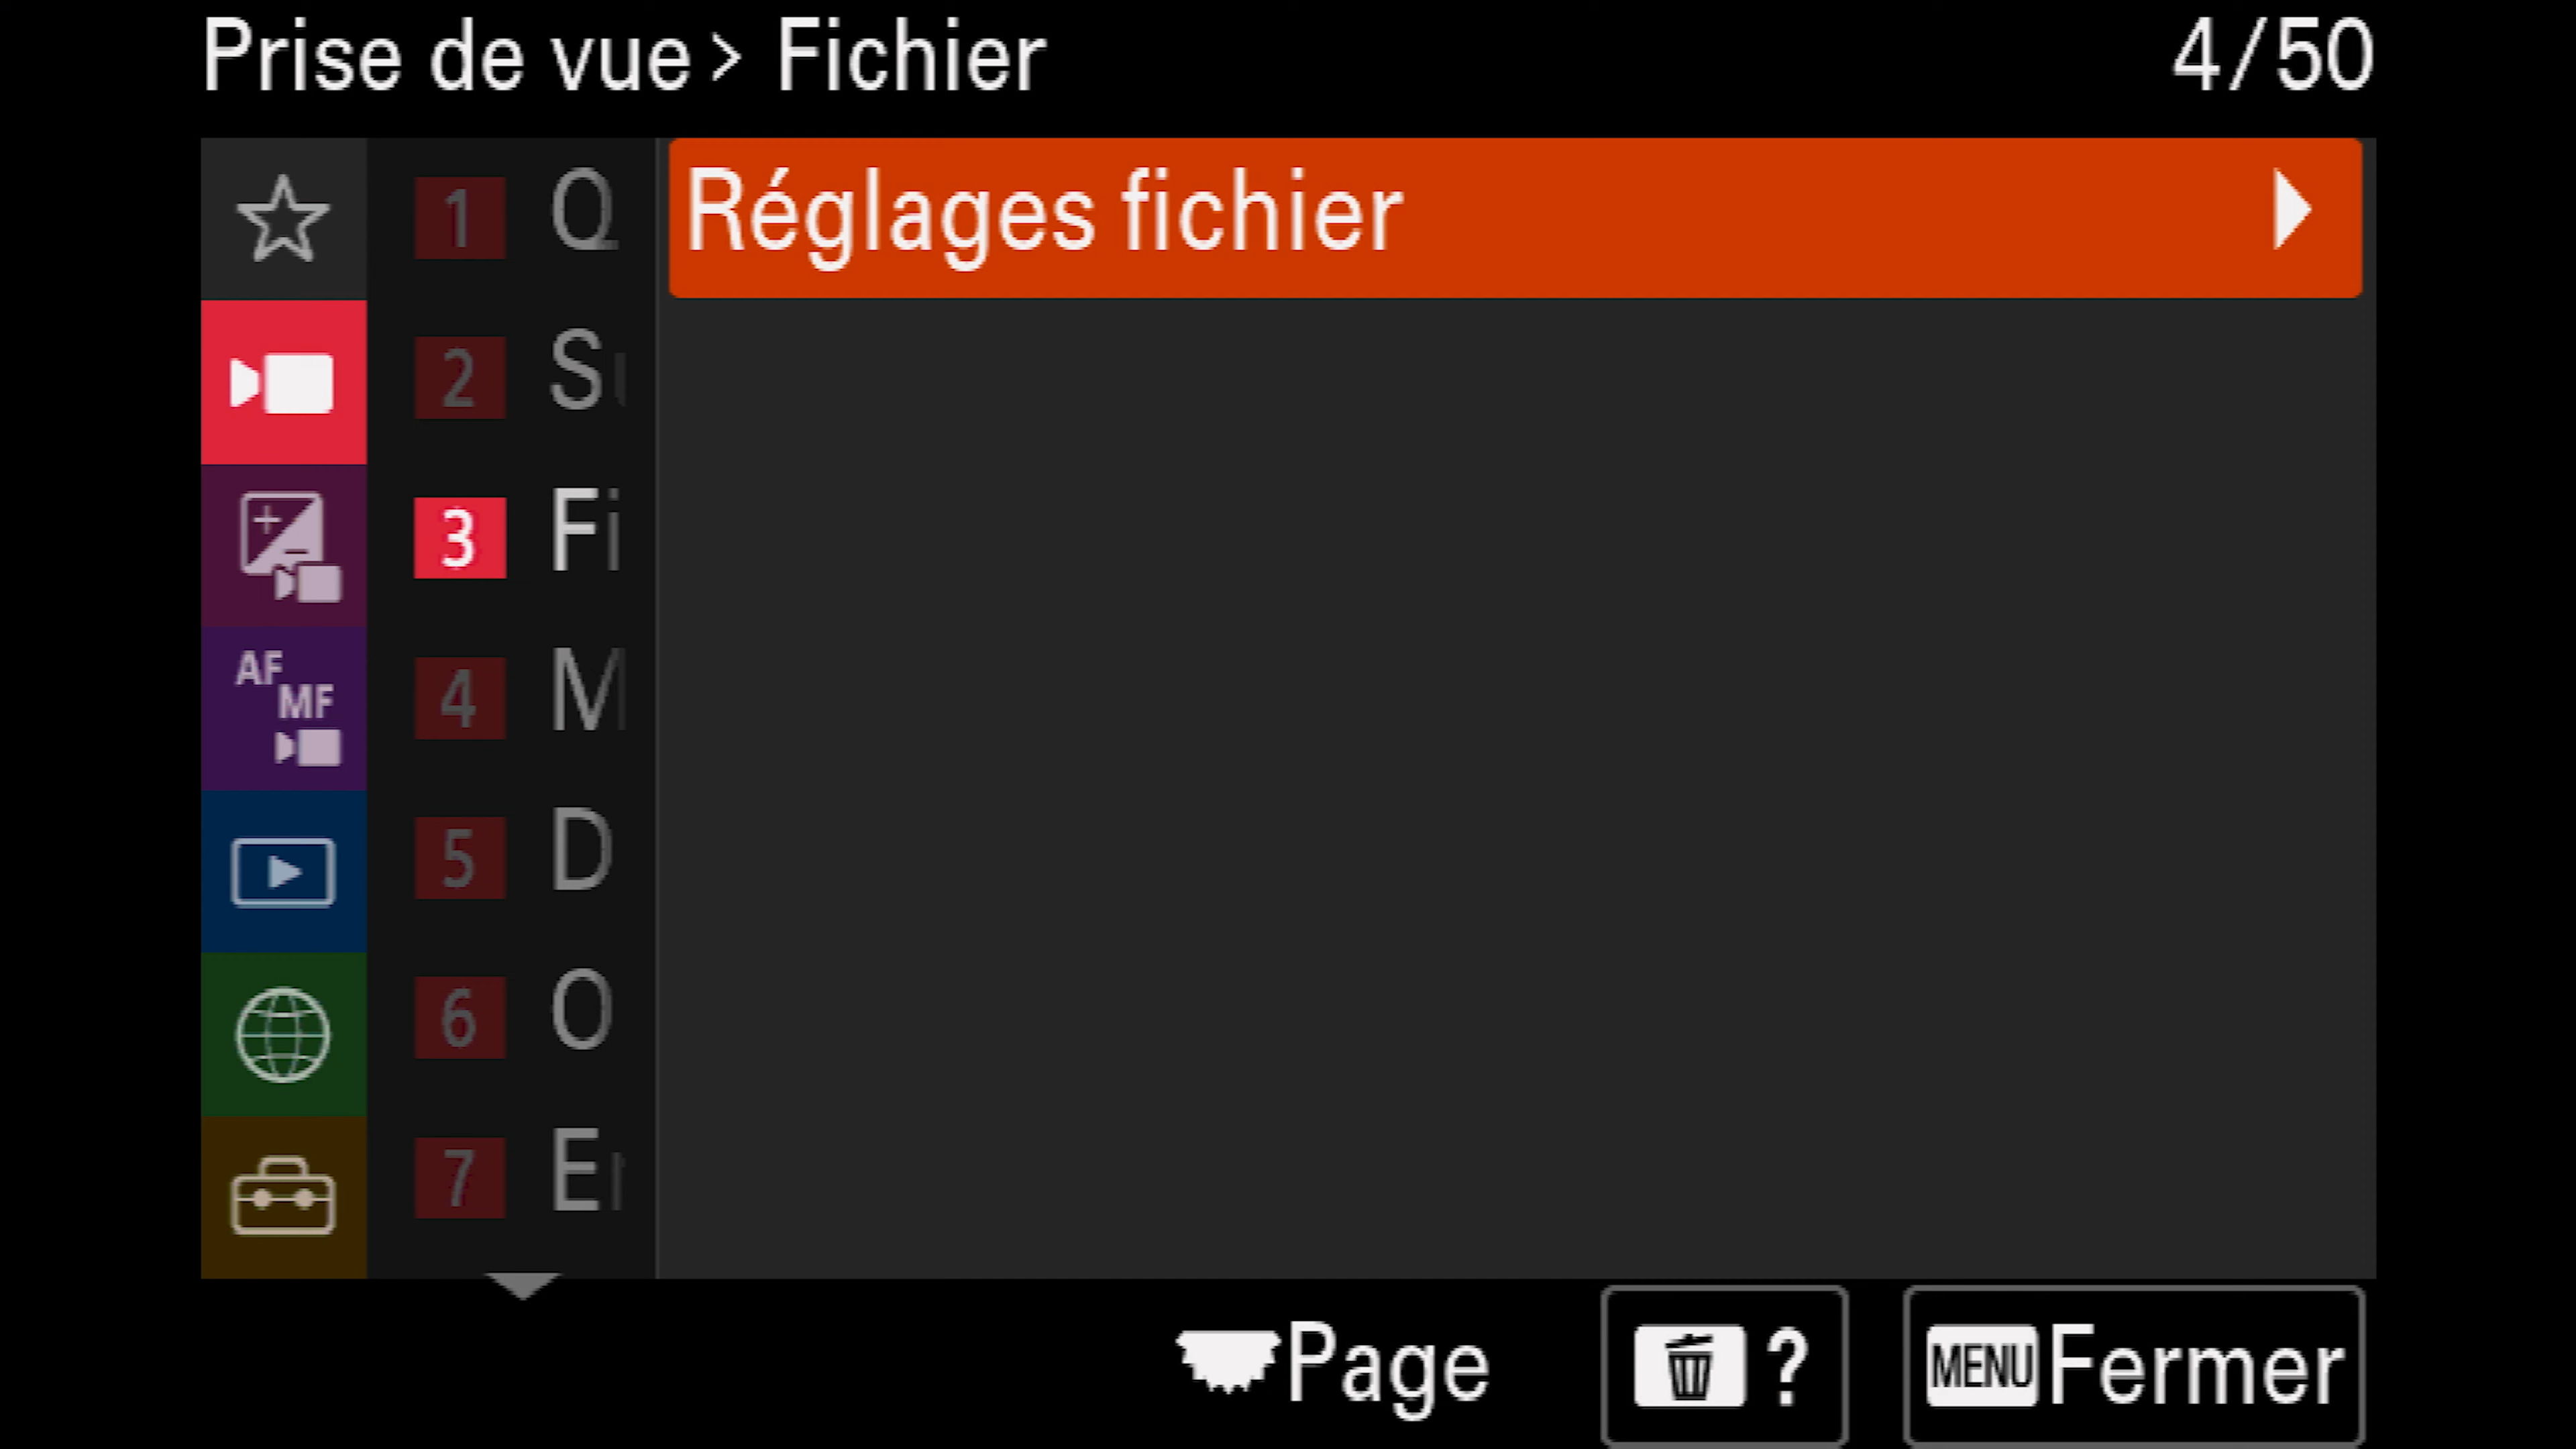 Prise de vue > Fichier
4/50
1 Q
2 S
3 Fi
4 M
5 D
6 O
7 E
Réglages fichier
AF
MF
Page
?
MENU Fermer